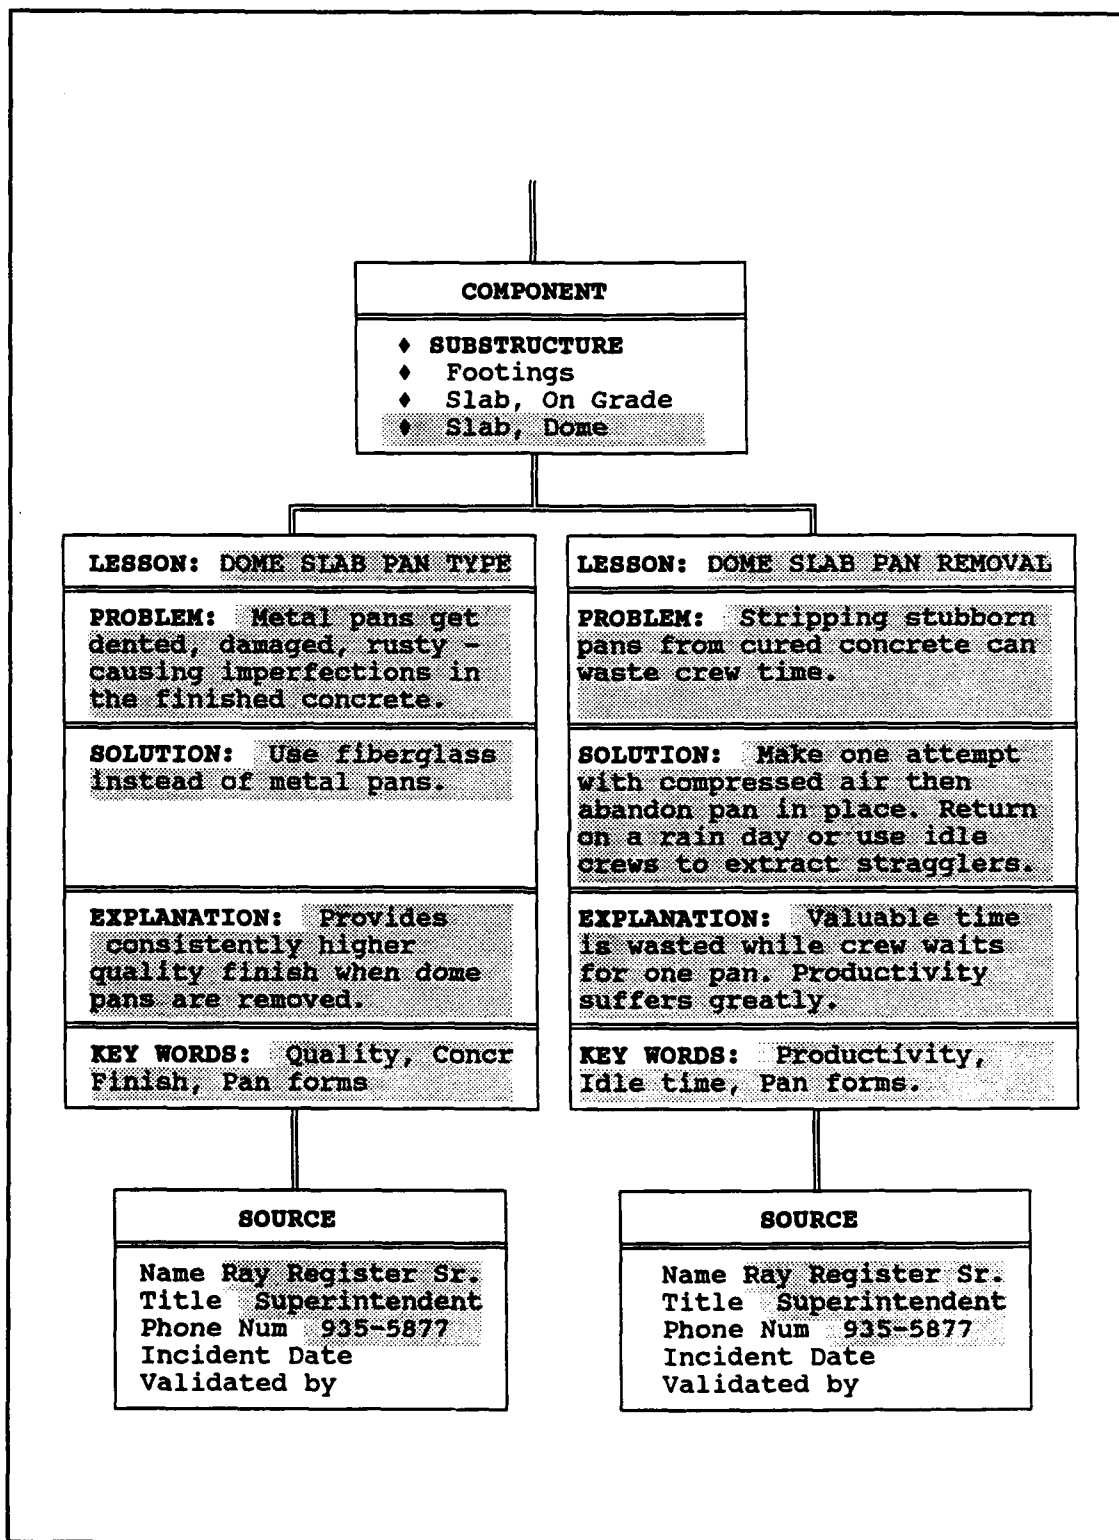 COMPONENT
♦ SUBSTRUCTURE
♦ Footings
♦ Slab, On Grade
♦ Slab, Dome
LESSON: DOME SLAB PAN TYPE
PROBLEM: Metal pans get
dented, damaged, rusty –
causing imperfections in
the finished concrete.
SOLUTION: Use fiberglass
instead of metal pans.
EXPLANATION: Provides
consistently higher
quality finish when dome
pans are removed.
KEY WORDS: Quality, Concr
Finish, Pan forms
SOURCE
Name Ray Register Sr.
Title Superintendent
Phone Num 935-5877
Incident Date
Validated by
LESSON: DOME SLAB PAN REMOVAL
PROBLEM: Stripping stubborn
pans from cured concrete can
waste crew time.
SOLUTION: Make one attempt
with compressed air then
abandon pan in place. Return
on a rain day or use idle
crews to extract stragglers.
EXPLANATION: Valuable time
is wasted while crew waits
for one pan. Productivity
suffers greatly.
KEY WORDS: Productivity,
Idle time, Pan forms.
SOURCE
Name Ray Register Sr.
Title Superintendent
Phone Num 935-5877
Incident Date
Validated by